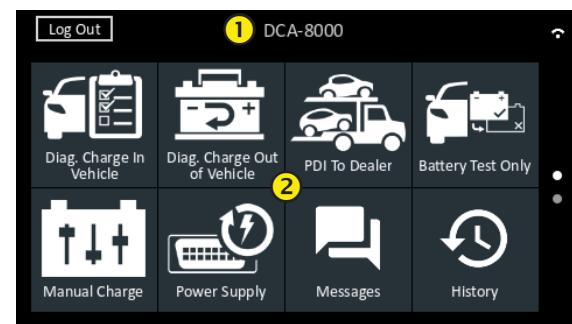 Log Out
1
DCA-8000
Diag. Charge In
Vehicle
Diag. Charge Out
of Vehicle
PDI To Dealer
Battery Test Only
2
Manual Charge
Power Supply
Messages
History